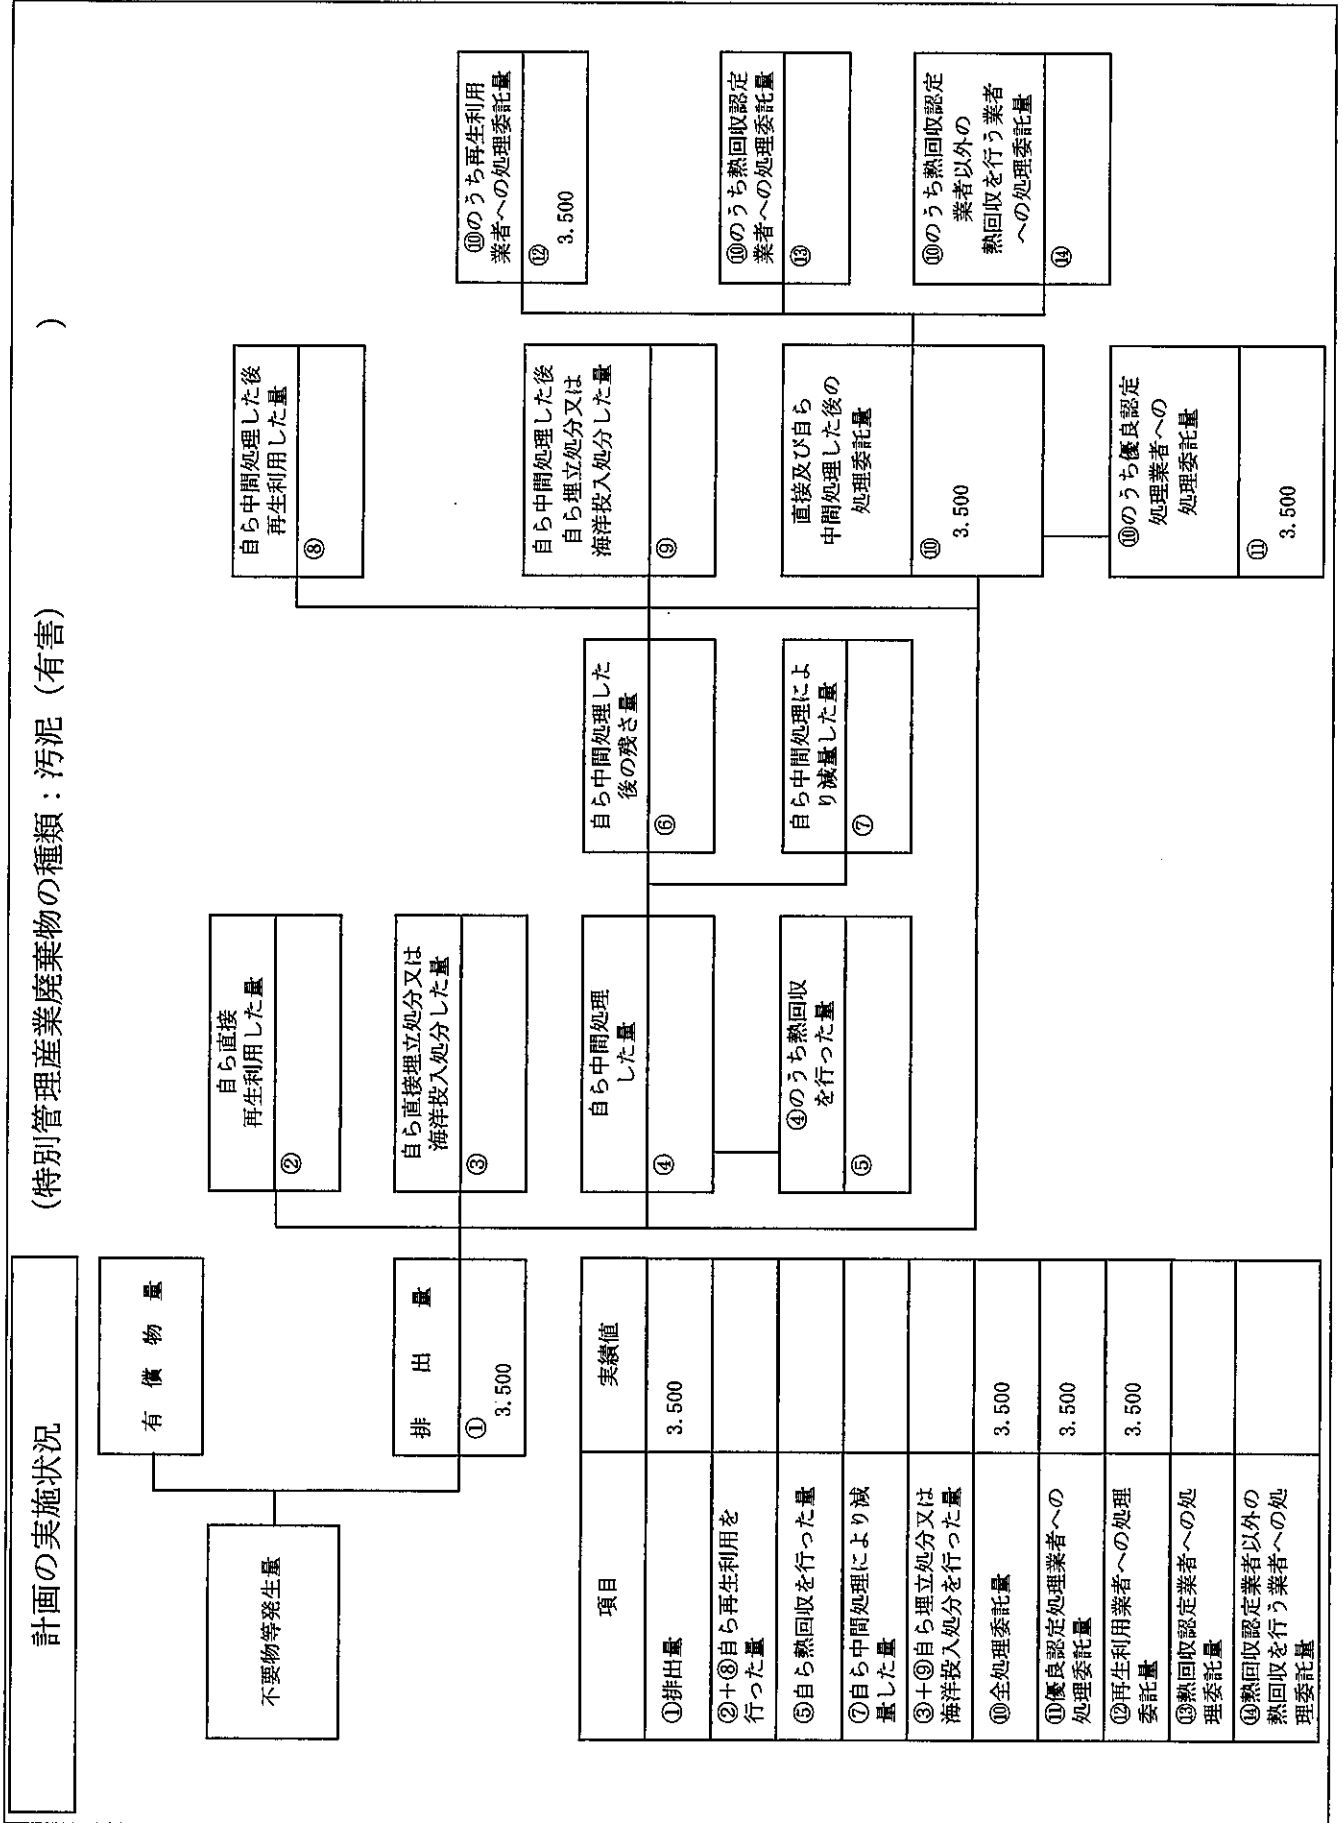 計画の実施状況
(特別管理産業廃棄物の種類：汚泥（有害） )
不要物等発生量
有償物量
排出量
①
3.500
自ら直接
再生利用した量
②
自ら直接埋立処分又は
海洋投入処分した量
③
自ら中間処理
した量
④
④のうち熱回収
を行った量
⑤
自ら中間処理した
後の残さ量
⑥
自ら中間処理によ
り減量した量
⑦
自ら中間処理した後
再生利用した量
⑧
自ら中間処理した後
自ら埋立処分又は
海洋投入処分した量
⑨
直接及び自ら
中間処理した後の
処理委託量
⑩
3.500
⑩のうち優良認定
処理業者への
処理委託量
⑪
3.500
⑩のうち再生利用
業者への処理委託量
⑫
3.500
⑩のうち熱回収認定
業者への処理委託量
⑬
⑩のうち熱回収認定
業者以外の
熱回収を行う業者
への処理委託量
⑭
項目 実績値
①排出量 3.500
②+⑧自ら再生利用を
行った量
⑤自ら熱回収を行った量
⑦自ら中間処理により減
量した量
③+⑨自ら埋立処分又は
海洋投入処分を行った量
⑩全処理委託量 3.500
⑪優良認定処理業者への
処理委託量 3.500
⑫再生利用業者への処理
委託量 3.500
⑬熱回収認定業者への処
理委託量
⑭熱回収認定業者以外の
熱回収を行う業者への処
理委託量